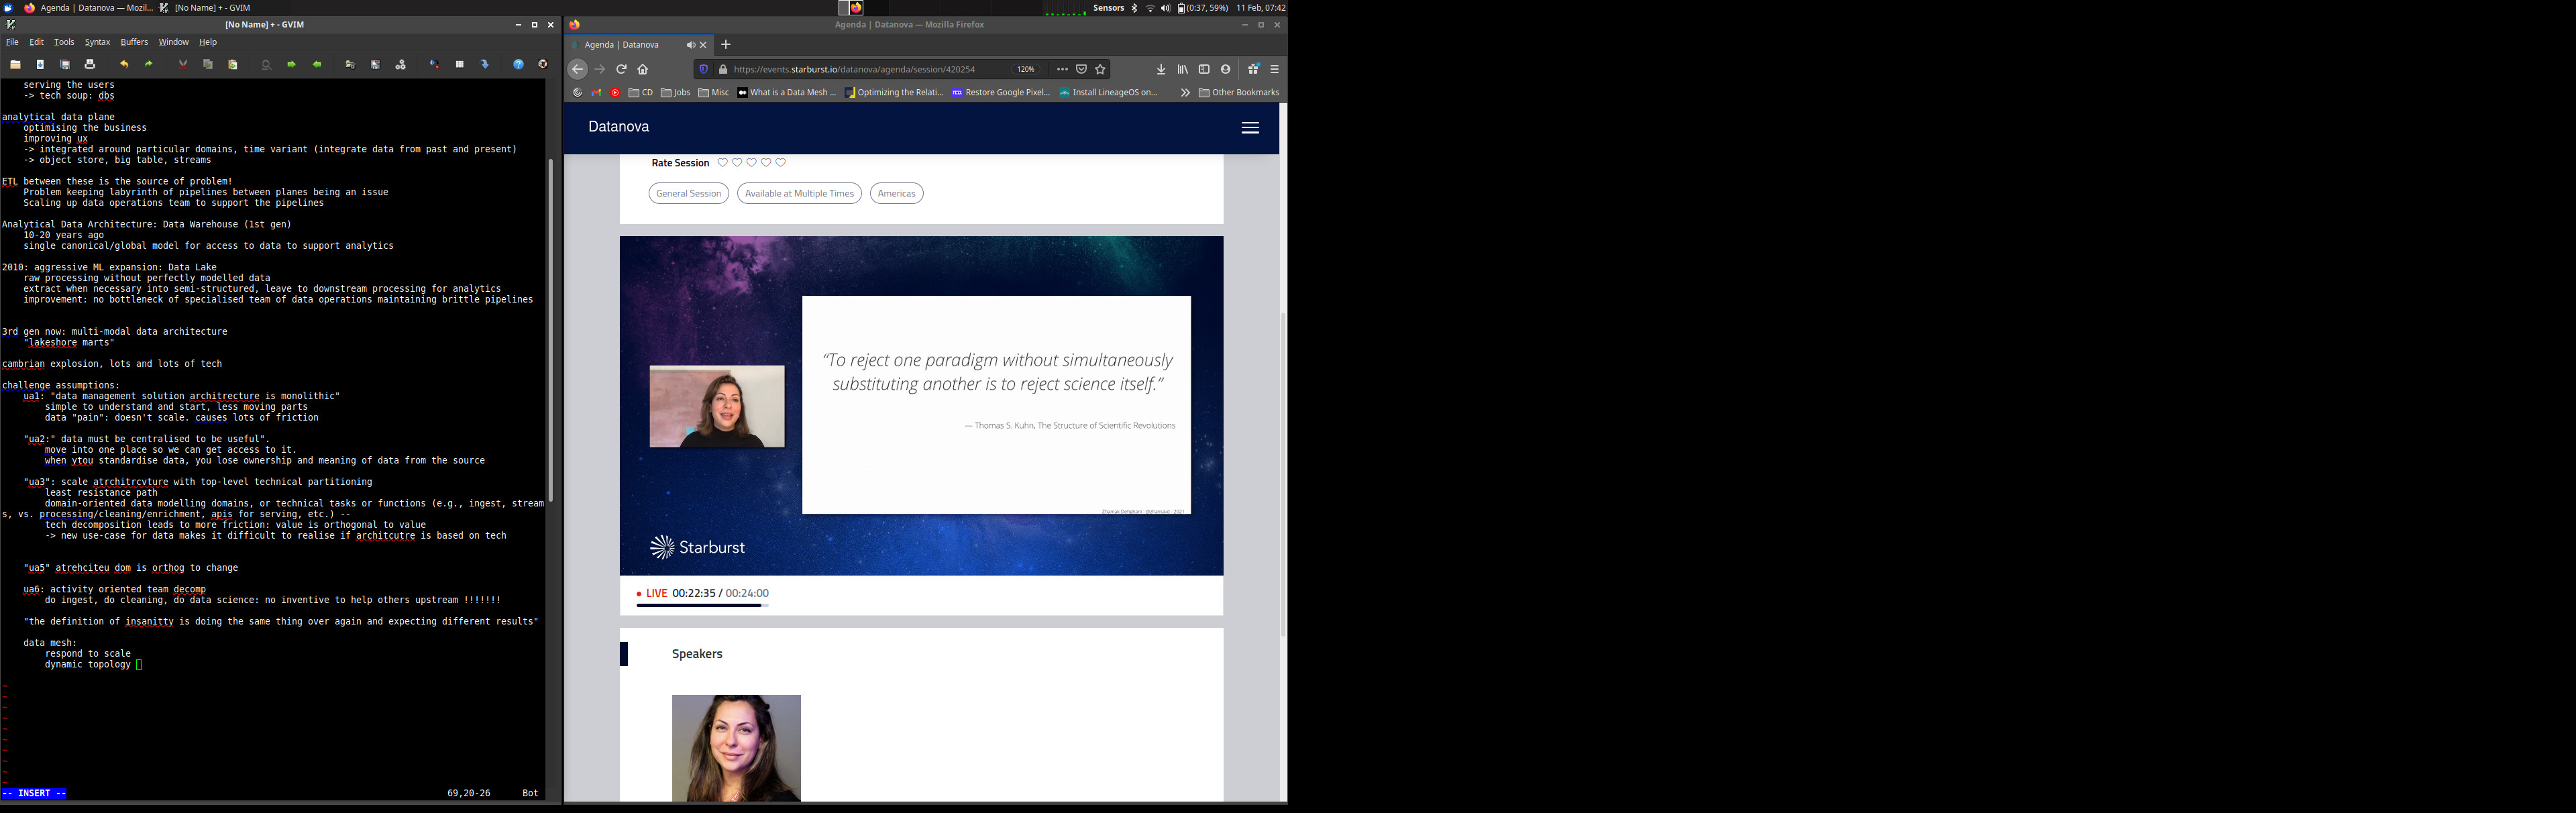 Agenda | Datanova — Mozil...
[No Name] + - GVIM
Sensors
(0:37, 59%)
11 Feb, 07:42
[No Name] + - GVIM
File Edit Tools Syntax Buffers Window Help
serving the users
-> tech soup: dbs
analytical data plane
optimising the business
improving ux
-> integrated around particular domains, time variant (integrate data from past and present)
-> object store, big table, streams
ETL between these is the source of problem!
Problem keeping labyrinth of pipelines between planes being an issue
Scaling up data operations team to support the pipelines
Analytical Data Architecture: Data Warehouse (1st gen)
10-20 years ago
single canonical/global model for access to data to support analytics
2010: aggressive ML expansion: Data Lake
raw processing without perfectly modelled data
extract when necessary into semi-structured, leave to downstream processing for analytics
improvement: no bottleneck of specialised team of data operations maintaining brittle pipelines
3rd gen now: multi-modal data architecture
"lakeshore marts"
cambrian explosion, lots and lots of tech
challenge assumptions:
ua1: "data management solution architrecture is monolithic"
simple to understand and start, less moving parts
data "pain": doesn't scale. causes lots of friction
"ua2:" data must be centralised to be useful".
move into one place so we can get access to it.
when ytou standardise data, you lose ownership and meaning of data from the source
"ua3": scale atrchitrcvture with top-level technical partitioning
least resistance path
domain-oriented data modelling domains, or technical tasks or functions (e.g., ingest, stream
s, vs. processing/cleaning/enrichment, apis for serving, etc.) --
tech decomposition leads to more friction: value is orthogonal to value
-> new use-case for data makes it difficult to realise if architcutre is based on tech
"ua5" atrehciteu dom is orthog to change
ua6: activity oriented team decomp
do ingest, do cleaning, do data science: no inventive to help others upstream !!!!!!!
"the definition of insanitty is doing the same thing over again and expecting different results"
data mesh:
respond to scale
dynamic topology
~
~
~
~
~
~
~
~
~
~
-- INSERT --
69,20-26
Bot
Agenda | Datanova — Mozilla Firefox
Agenda | Datanova
https://events.starburst.io/datanova/agenda/session/420254
120%
CD
Jobs
Misc
What is a Data Mesh ...
Optimizing the Relati...
Restore Google Pixel...
Install LineageOS on...
Other Bookmarks
Datanova
Rate Session
General Session
Available at Multiple Times
Americas
“To reject one paradigm without simultaneously
substituting another is to reject science itself.”
— Thomas S. Kuhn, The Structure of Scientific Revolutions
Zhamak Dehghani @zhamakd 2021
Starburst
LIVE 00:22:35 / 00:24:00
Speakers